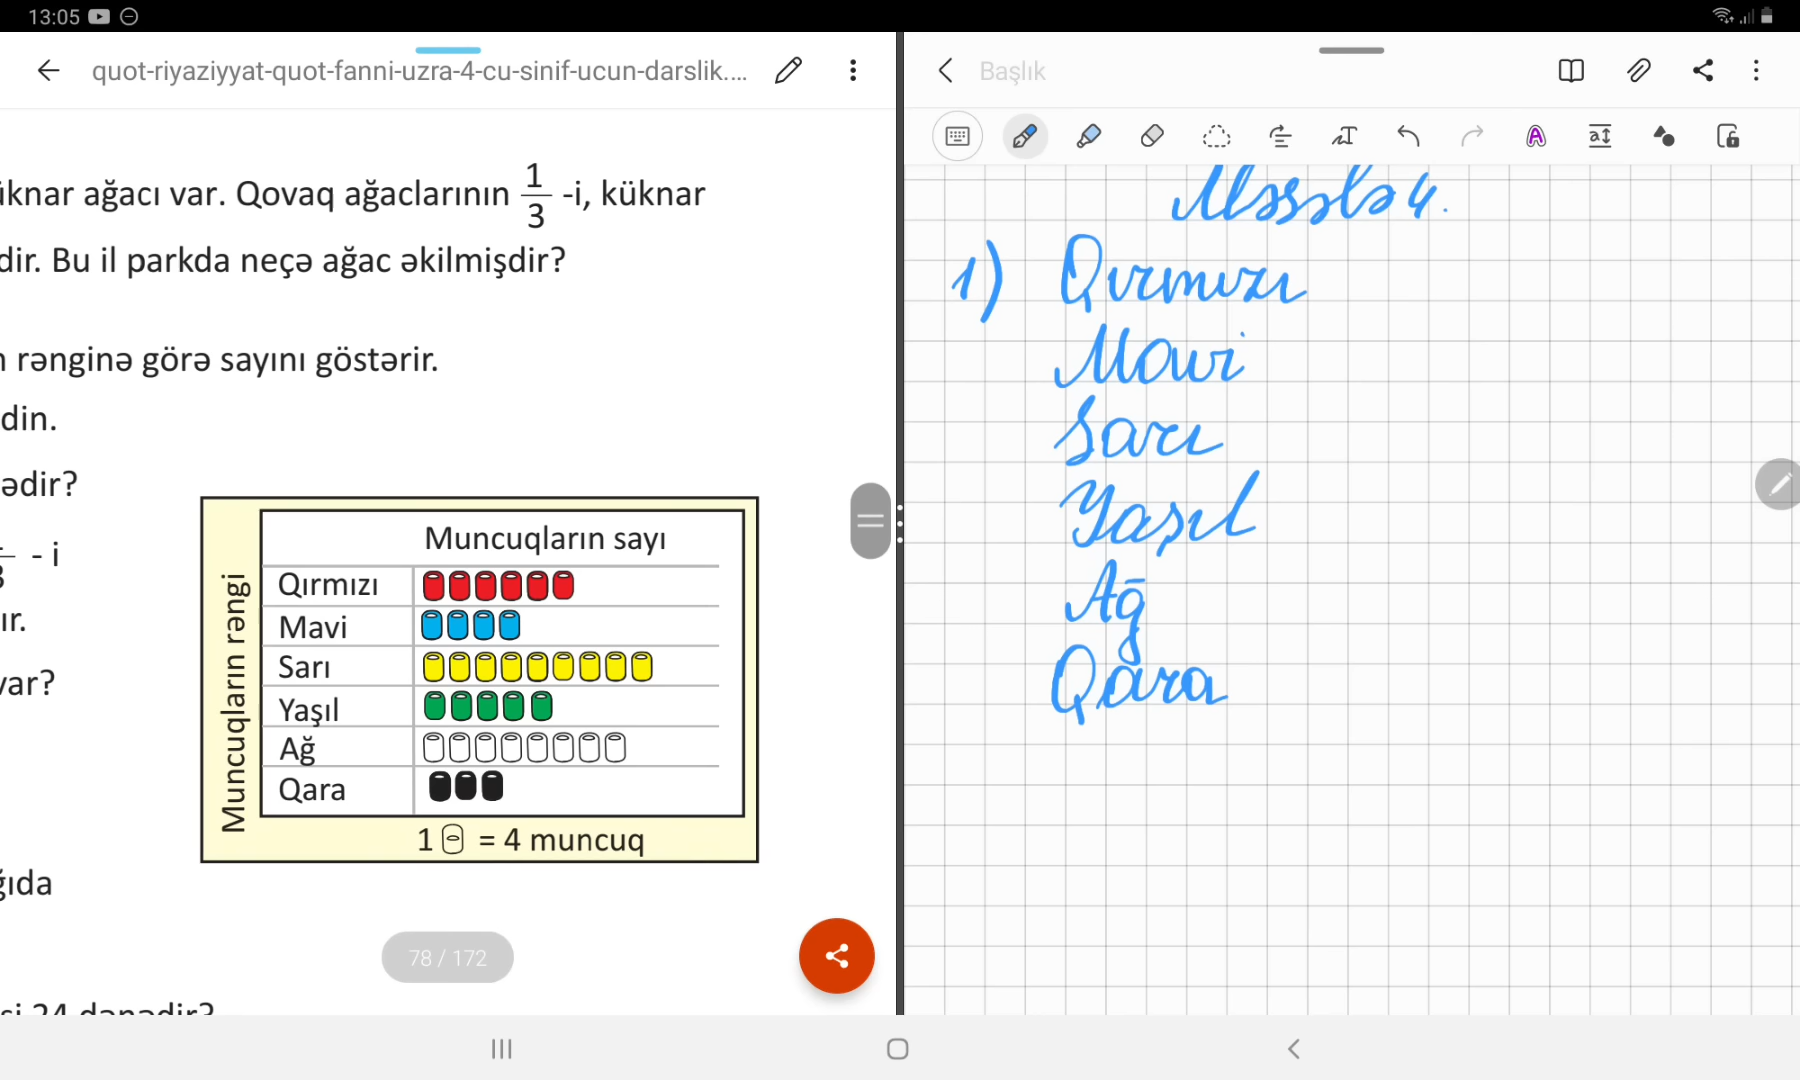 13:05
quot-riyaziyyat-quot-fanni-uzra-4-cu-sinif-ucun-darslik....
Başlık
üknar ağacı var. Qovaq ağaclarının 1/3 -i, küknar
dir. Bu il parkda neçə ağac əkilmişdir?
rənginə görə sayını göstərir.
din.
ədir?
- i
ır.
var?
ğıda
Muncuqların rəngi
Muncuqların sayı
Qırmızı
Mavi
Sarı
Yaşıl
Ağ
Qara
1 = 4 muncuq
78 / 172
Məsələ 4.
1) Qırmızı
Mavi
Sarı
Yaşıl
Ağ
Qara